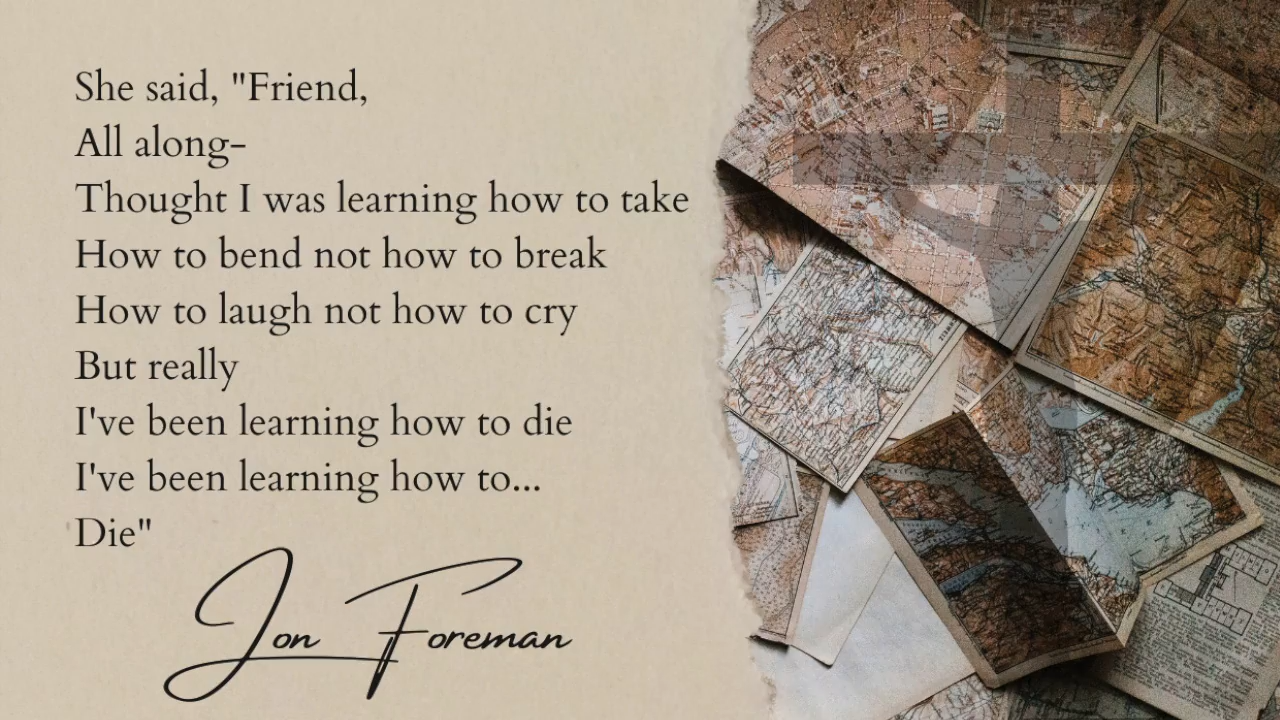 She said, "Friend,
All along-
Thought I was learning how to take
How to bend not how to break
How to laugh not how to cry
But really
I've been learning how to die
I've been learning how to...
Die"
Jon Foreman